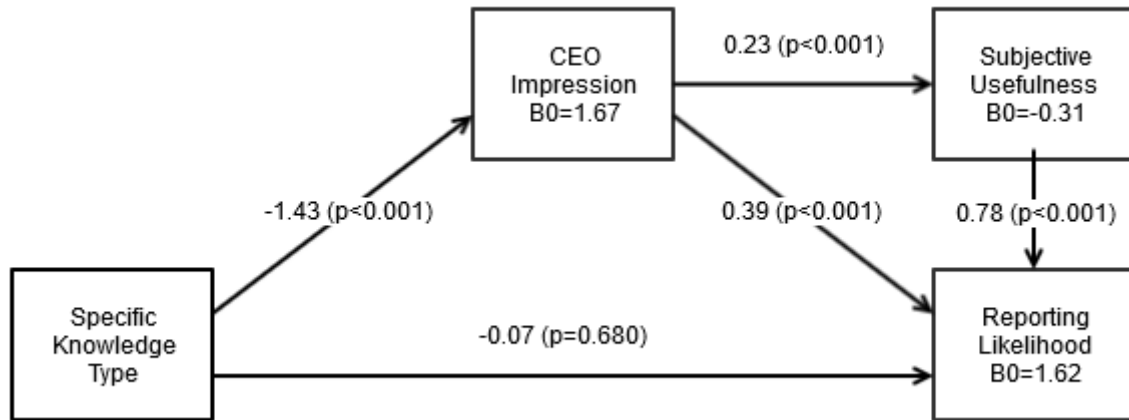 CEO
Impression
B0=1.67
0.23 (p<0.001)
Subjective
Usefulness
B0=-0.31
-1.43 (p<0.001)
0.39 (p<0.001)
0.78 (p<0.001)
Specific
Knowledge
Type
-0.07 (p=0.680)
Reporting
Likelihood
B0=1.62